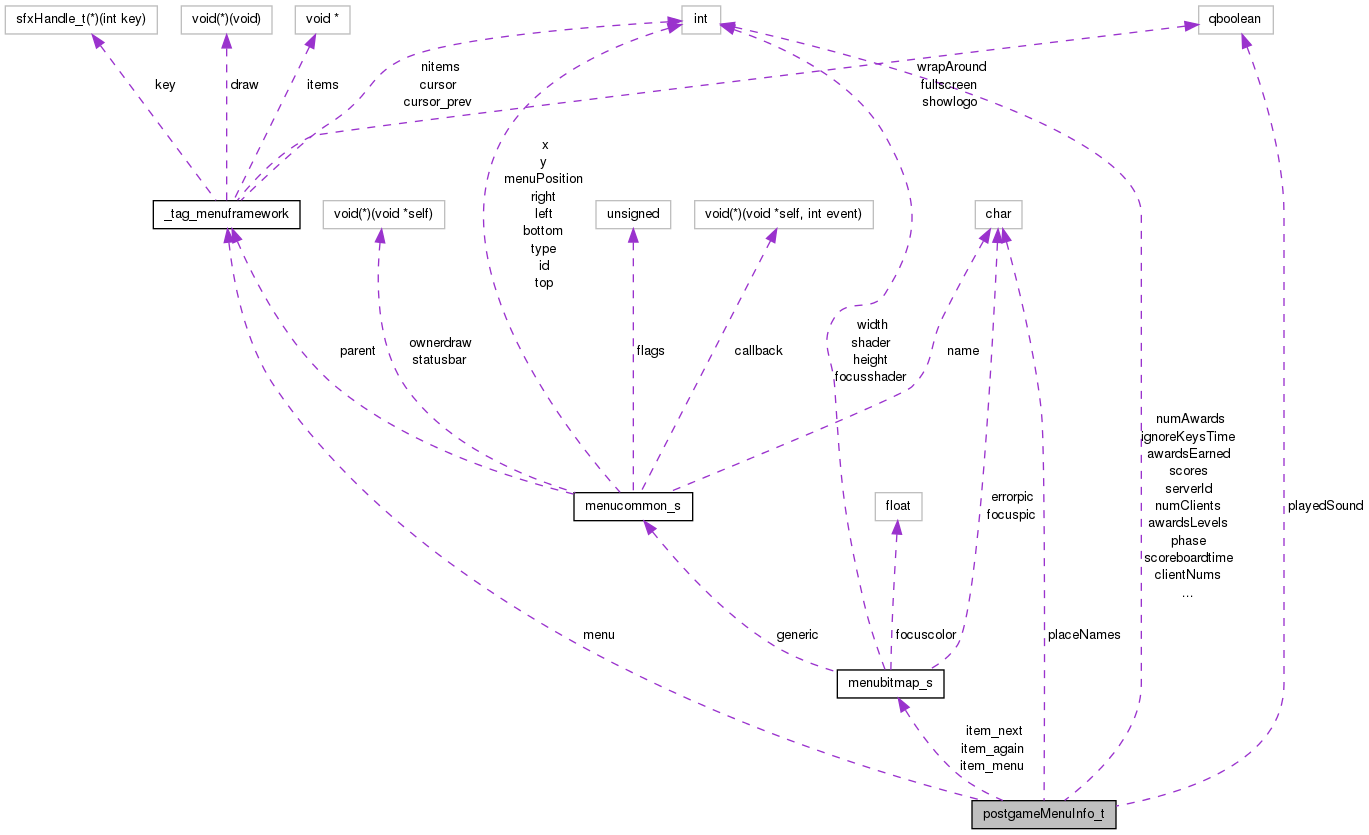 sfxHandle_t(*)(int key)
void(*)(void)
void *
int
qboolean
key
draw
items
nitems
cursor
cursor_prev
wrapAround
fullscreen
showlogo
x
y
menuPosition
right
left
bottom
type
id
top
_tag_menuframework
void(*)(void *self)
unsigned
void(*)(void *self, int event)
char
parent
ownerdraw
statusbar
flags
callback
width
shader
height
focusshader
name
numAwards
ignoreKeysTime
awardsEarned
scores
serverId
numClients
awardsLevels
phase
scoreboardtime
clientNums
...
playedSound
menucommon_s
float
errorpic
focuspic
menu
generic
focuscolor
placeNames
menubitmap_s
item_next
item_again
item_menu
postgameMenuInfo_t